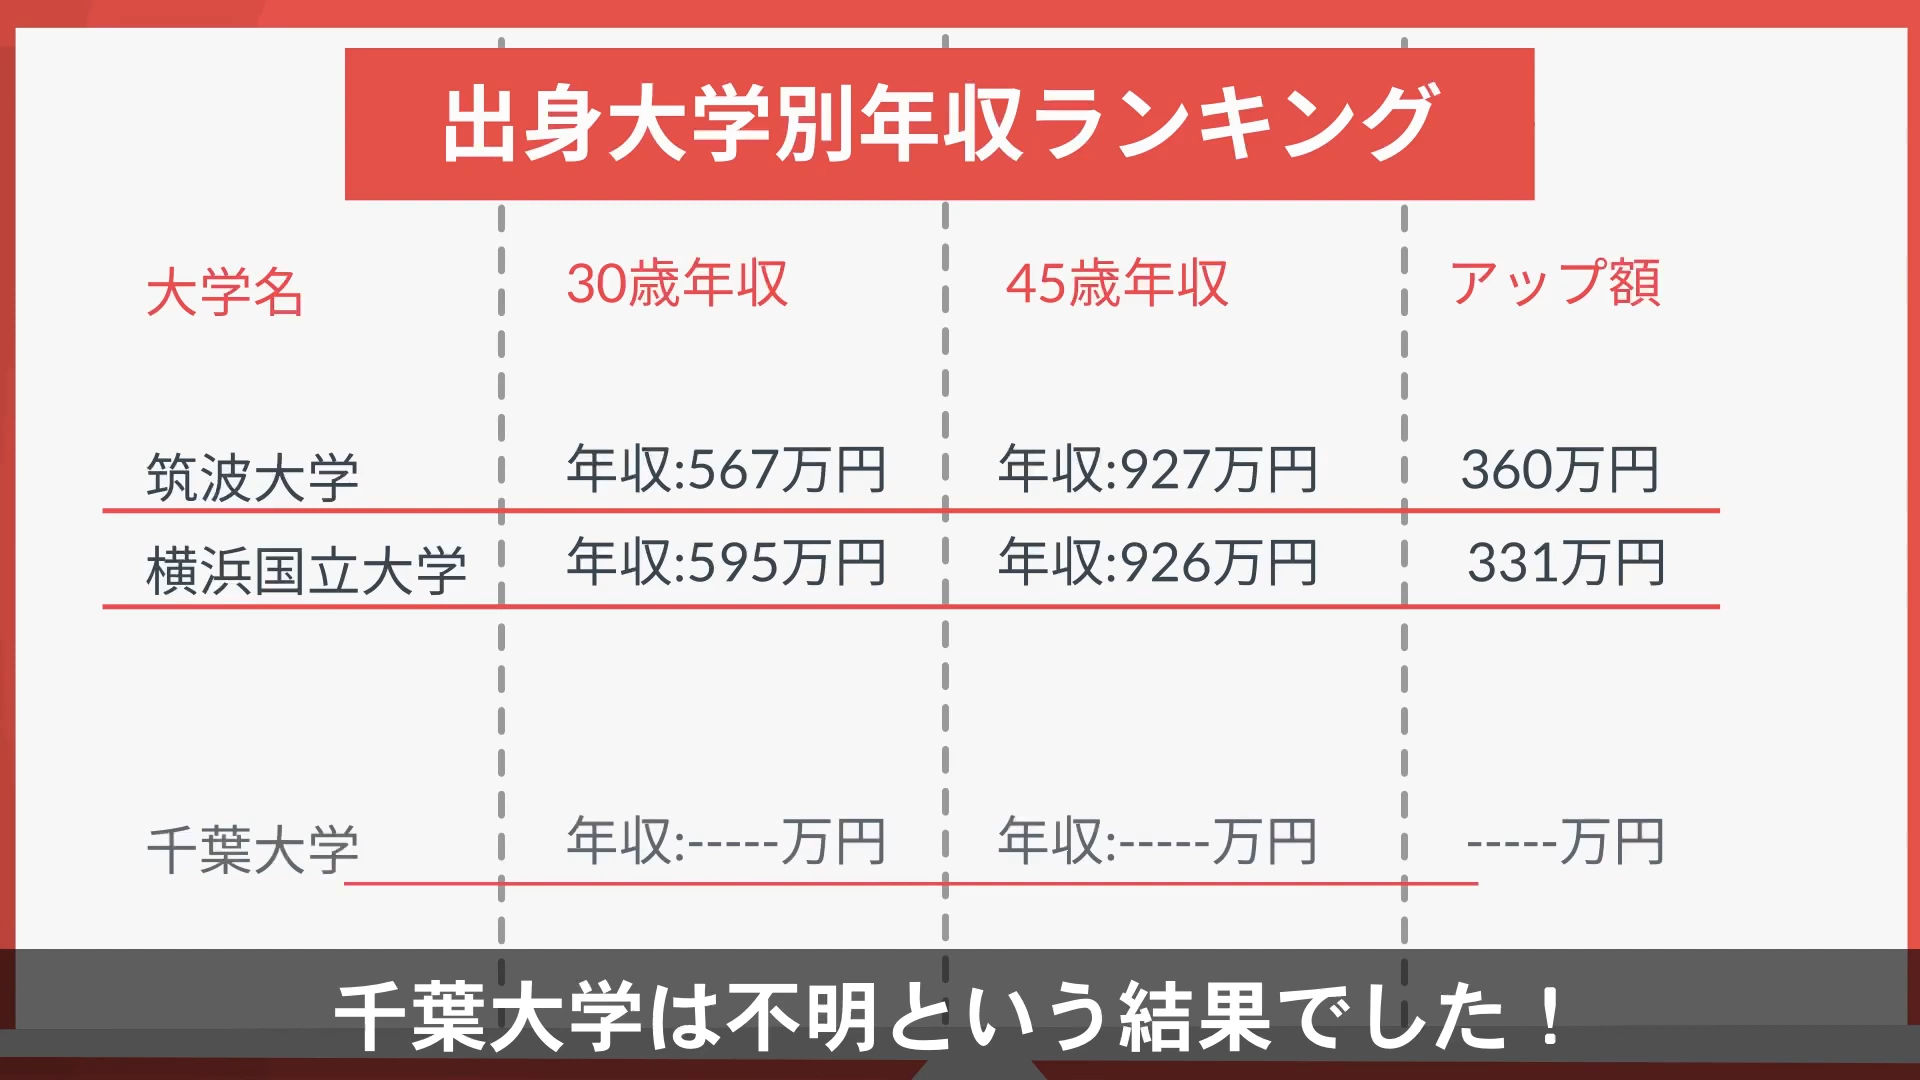 出身大学別年収ランキング
大学名 30歳年収 45歳年収 アップ額
筑波大学 年収:567万円 年収:927万円 360万円
横浜国立大学 年収:595万円 年収:926万円 331万円
千葉大学 年収:-----万円 年収:-----万円 -----万円
千葉大学は不明という結果でした！